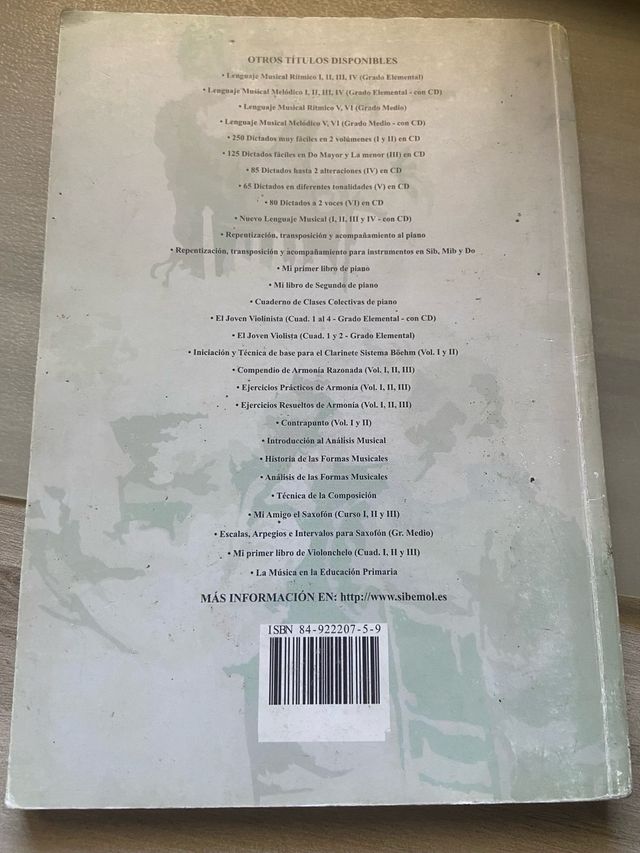 OTROS TÍTULOS DISPONIBLES
• Lenguaje Musical Rítmico I, II, III, IV (Grado Elemental)
• Lenguaje Musical Melódico I, II, III, IV (Grado Elemental - con CD)
• Lenguaje Musical Rítmico V, VI (Grado Medio)
• Lenguaje Musical Melódico V, VI (Grado Medio - con CD)
• 250 Dictados muy fáciles en 2 volúmenes (I y II) en CD
• 125 Dictados fáciles en Do Mayor y La menor (III) en CD
• 85 Dictados hasta 2 alteraciones (IV) en CD
• 65 Dictados en diferentes tonalidades (V) en CD
• 80 Dictados a 2 voces (VI) en CD
• Nuevo Lenguaje Musical (I, II, III y IV - con CD)
• Repentización, transposición y acompañamiento al piano
• Repentización, transposición y acompañamiento para instrumentos en Sib, Mib y Do
• Mi primer libro de piano
• Mi libro de Segundo de piano
• Cuaderno de Clases Colectivas de piano
• El Joven Violinista (Cuad. 1 al 4 - Grado Elemental - con CD)
• El Joven Violista (Cuad. 1 y 2 - Grado Elemental)
• Iniciación y Técnica de base para el Clarinete Sistema Böehm (Vol. I y II)
• Compendio de Armonía Razonada (Vol. I, II, III)
• Ejercicios Prácticos de Armonía (Vol. I, II, III)
• Ejercicios Resueltos de Armonía (Vol. I, II, III)
• Contrapunto (Vol. I y II)
• Introducción al Análisis Musical
• Historia de las Formas Musicales
• Análisis de las Formas Musicales
• Técnica de la Composición
• Mi Amigo el Saxofón (Curso I, II y III)
• Escalas, Arpegios e Intervalos para Saxofón (Gr. Medio)
• Mi primer libro de Violonchelo (Cuad. I, II y III)
• La Música en la Educación Primaria
MÁS INFORMACIÓN EN: http://www.sibemol.es
ISBN 84-922207-5-9